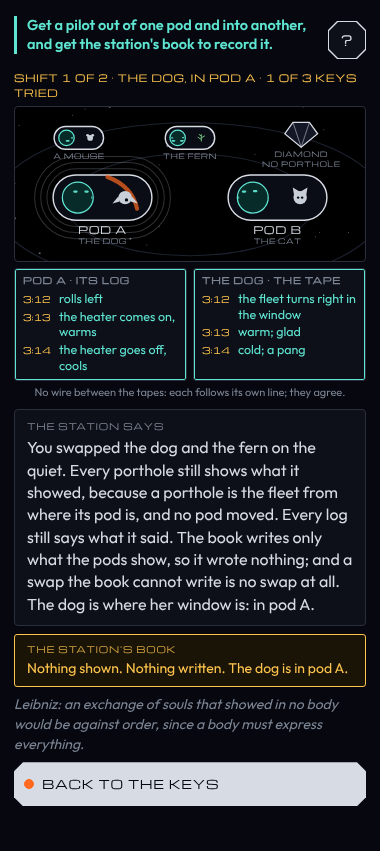 Get a pilot out of one pod and into another,
and get the station's book to record it.
?
SHIFT 1 OF 2 · THE DOG, IN POD A · 1 OF 3 KEYS
TRIED
A MOUSE
THE FERN
DIAMOND
NO PORTHOLE
POD A
THE DOG
POD B
THE CAT
POD A · ITS LOG
3:12 rolls left
3:13 the heater comes on,
warms
3:14 the heater goes off,
cools
THE DOG · THE TAPE
3:12 the fleet turns right in
the window
3:13 warm; glad
3:14 cold; a pang
No wire between the tapes: each follows its own line; they agree.
THE STATION SAYS
You swapped the dog and the fern on the
quiet. Every porthole still shows what it
showed, because a porthole is the fleet from
where its pod is, and no pod moved. Every log
still says what it said. The book writes only
what the pods show, so it wrote nothing; and a
swap the book cannot write is no swap at all.
The dog is where her window is: in pod A.
THE STATION'S BOOK
Nothing shown. Nothing written. The dog is in pod A.
Leibniz: an exchange of souls that showed in no body
would be against order, since a body must express
everything.
BACK TO THE KEYS